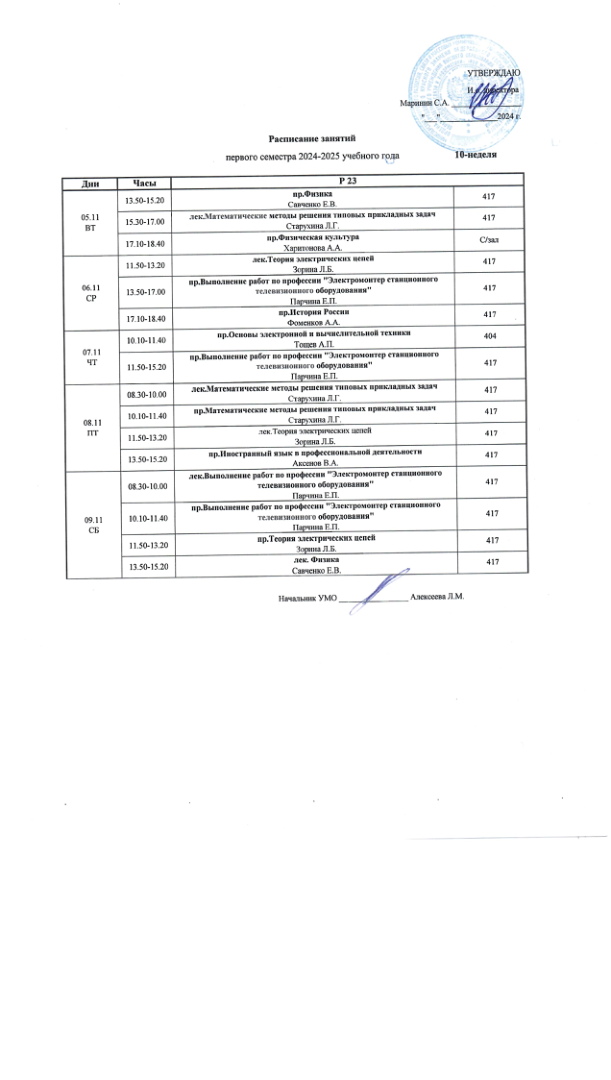 УТВЕРЖДАЮ
И.о. директора
Маринин С.А. ________________
"___"______________2024 г.
Расписание занятий
первого семестра 2024-2025 учебного года 10-неделя
Дни Часы Р 23
05.11
ВТ
13.50-15.20 пр.Физика 417
Савченко Е.В.
15.30-17.00 лек.Математические методы решения типовых прикладных задач 417
Старухина Л.Г.
17.10-18.40 пр.Физическая культура С/зал
Харитонова А.А.
06.11
СР
11.50-13.20 лек.Теория электрических цепей 417
Зорина Л.Б.
13.50-17.00 пр.Выполнение работ по профессии "Электромонтер станционного
телевизионного оборудования" 417
Парчина Е.П.
17.10-18.40 пр.История России 417
Фоменков А.А.
07.11
ЧТ
10.10-11.40 пр.Основы электронной и вычислительной техники 404
Тощев А.П.
11.50-15.20 пр.Выполнение работ по профессии "Электромонтер станционного
телевизионного оборудования" 417
Парчина Е.П.
08.11
ПТ
08.30-10.00 лек.Математические методы решения типовых прикладных задач 417
Старухина Л.Г.
10.10-11.40 пр.Математические методы решения типовых прикладных задач 417
Старухина Л.Г.
11.50-13.20 лек.Теория электрических цепей 417
Зорина Л.Б.
13.50-15.20 пр.Иностранный язык в профессиональной деятельности 417
Аксенов В.А.
09.11
СБ
08.30-10.00 лек.Выполнение работ по профессии "Электромонтер станционного
телевизионного оборудования" 417
Парчина Е.П.
10.10-11.40 пр.Выполнение работ по профессии "Электромонтер станционного
телевизионного оборудования" 417
Парчина Е.П.
11.50-13.20 пр.Теория электрических цепей 417
Зорина Л.Б.
13.50-15.20 лек. Физика 417
Савченко Е.В.
Начальник УМО ________________ Алексеева Л.М.